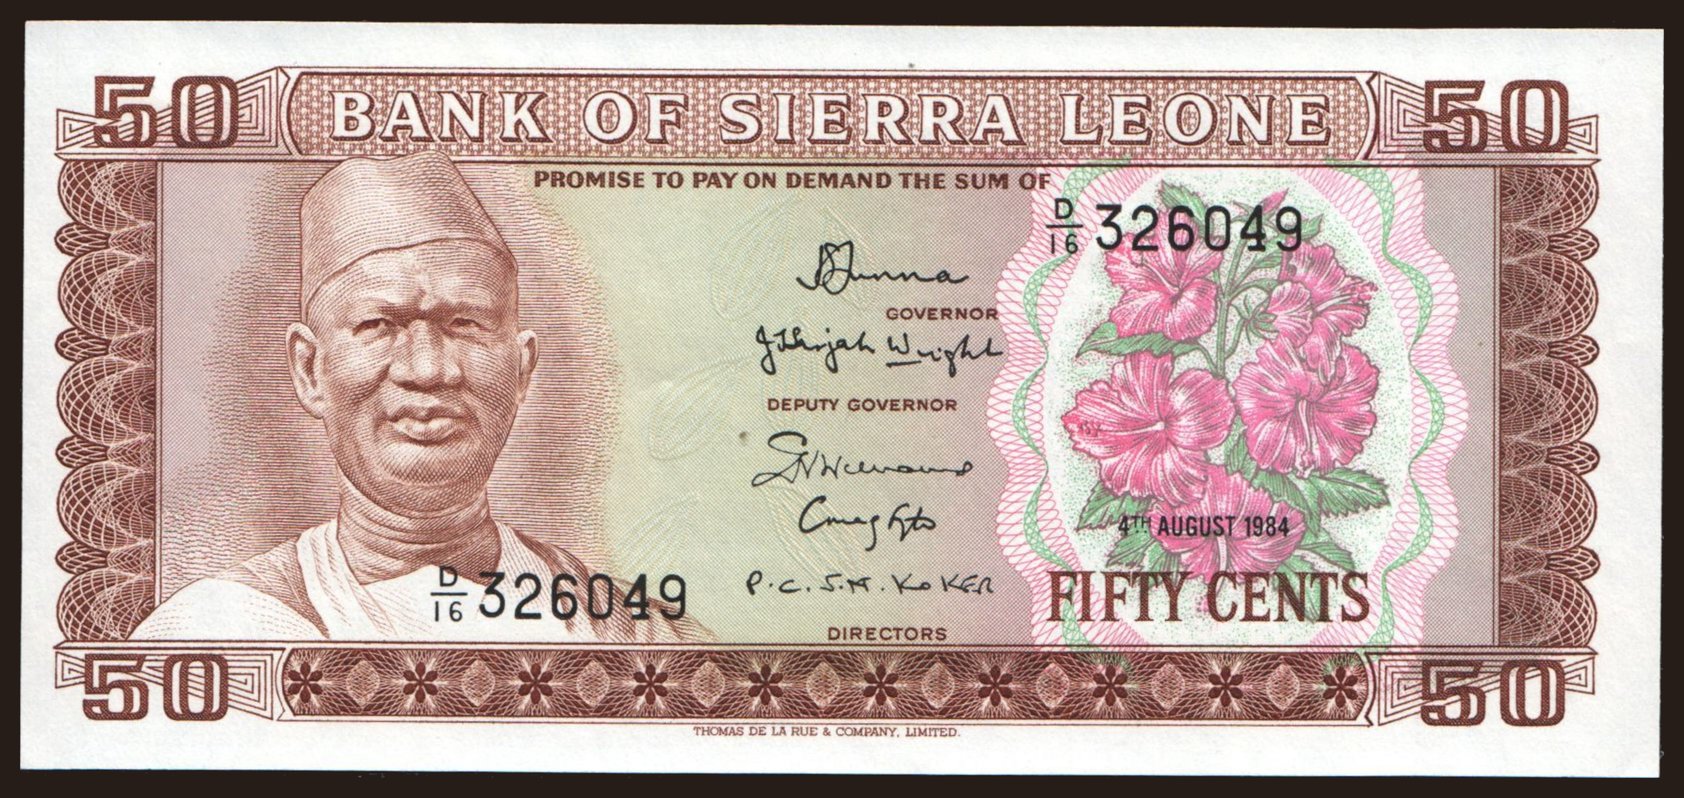 50 BANK OF SIERRA LEONE 50
PROMISE TO PAY ON DEMAND THE SUM OF
D/16 326049
GOVERNOR
Wright
DEPUTY GOVERNOR
4TH AUGUST 1984
D/16 326049
P.C.S.M. KOKER
FIFTY CENTS
DIRECTORS
50 50
THOMAS DE LA RUE & COMPANY, LIMITED.